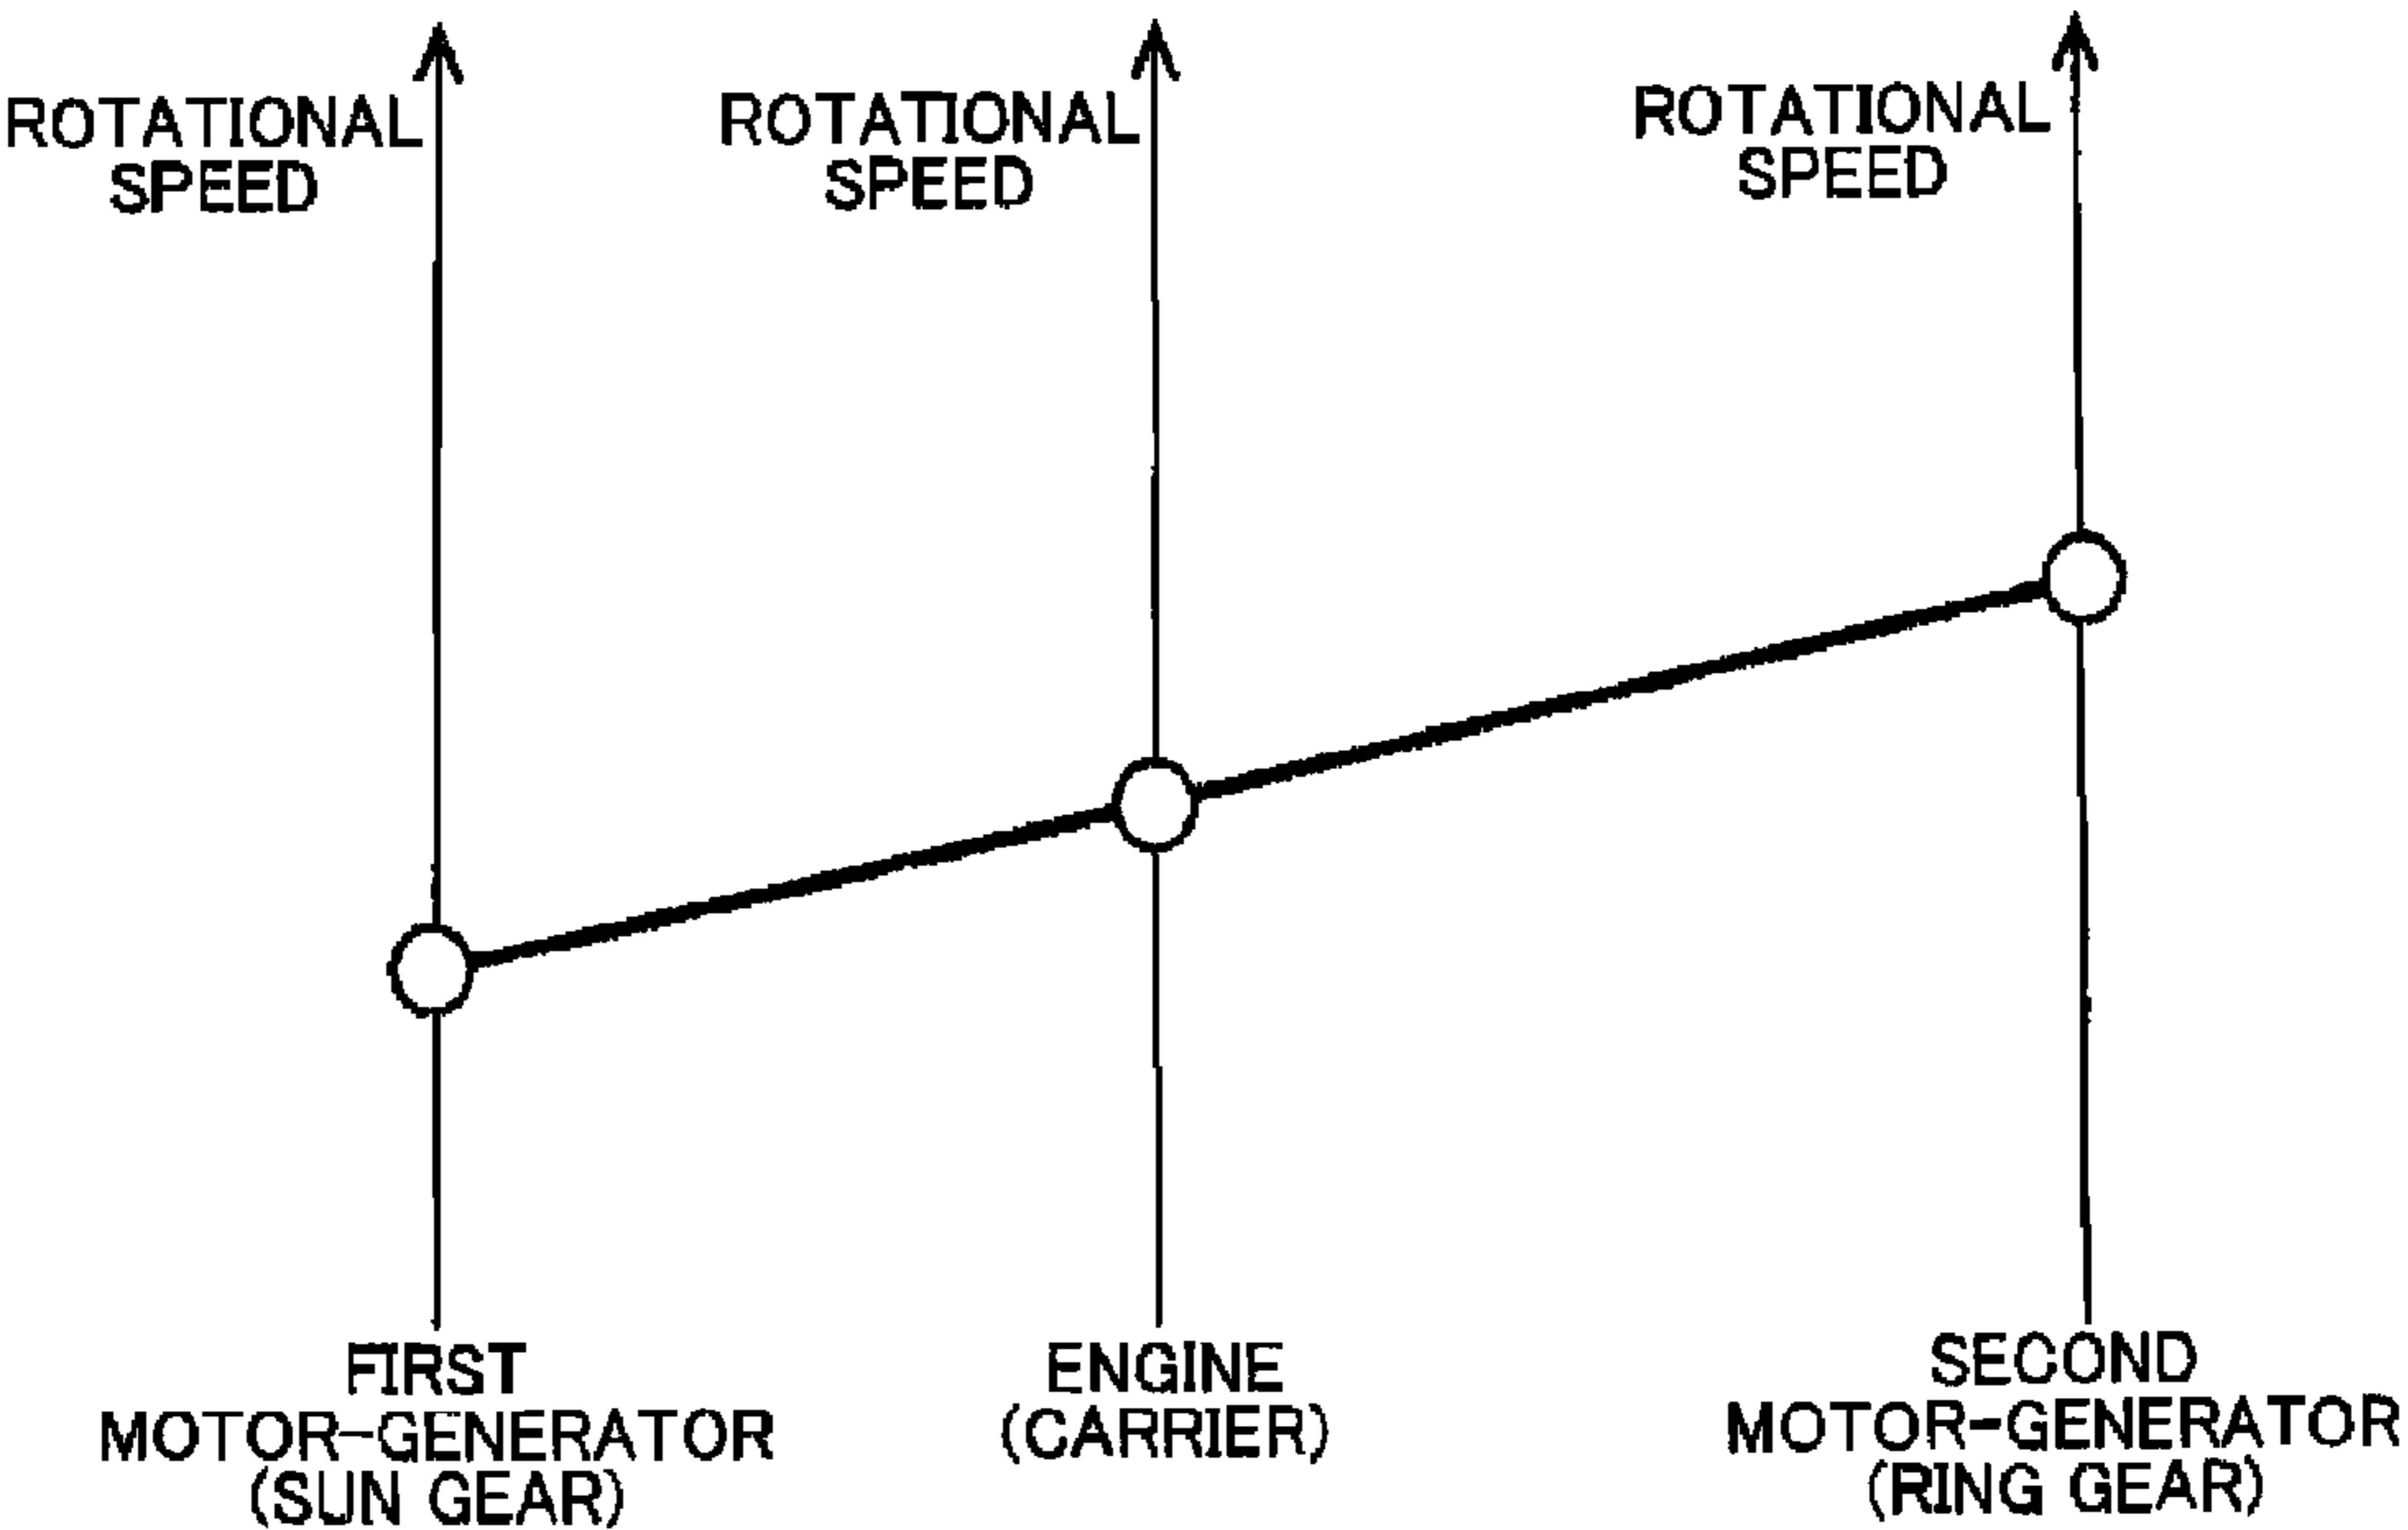 ROTATIONAL
SPEED
ROTATIONAL
SPEED
ROTATIONAL
SPEED
FIRST
MOTOR-GENERATOR
(SUN GEAR)
ENGINE
(CARRIER)
SECOND
MOTOR-GENERATOR
(RING GEAR)